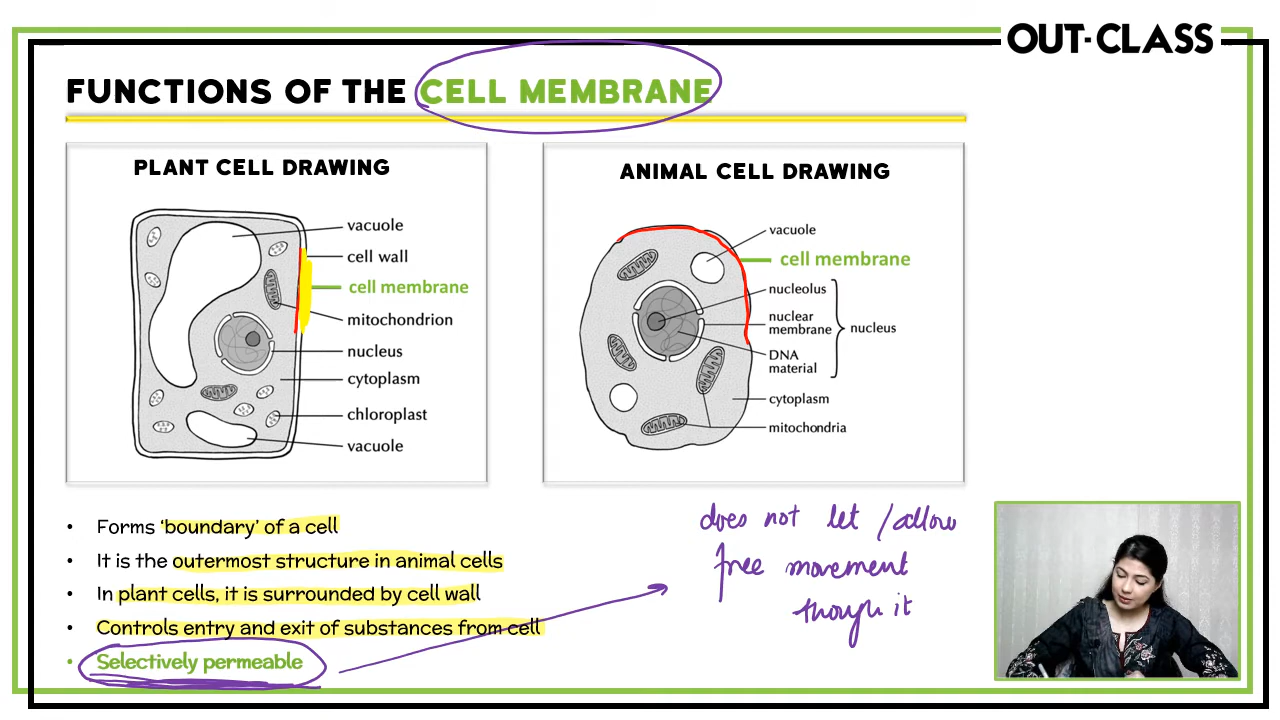 OUT-CLASS
FUNCTIONS OF THE CELL MEMBRANE
PLANT CELL DRAWING
vacuole
cell wall
cell membrane
mitochondrion
nucleus
cytoplasm
chloroplast
vacuole
ANIMAL CELL DRAWING
vacuole
cell membrane
nucleolus
nuclear
membrane
nucleus
DNA
material
cytoplasm
mitochondria
• Forms ‘boundary’ of a cell
• It is the outermost structure in animal cells
• In plant cells, it is surrounded by cell wall
• Controls entry and exit of substances from cell
• Selectively permeable
does not let /allow
free movement
though it